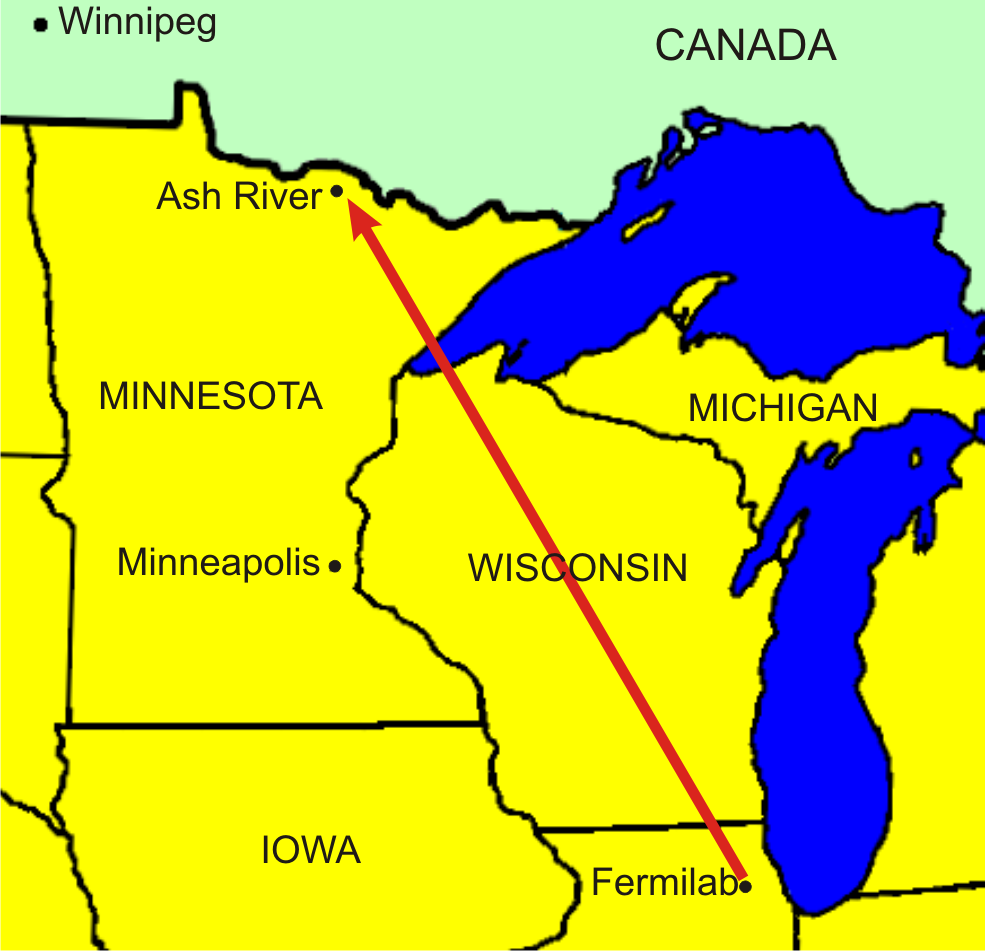 Winnipeg
CANADA
Ash River
MINNESOTA
MICHIGAN
Minneapolis
WISCONSIN
IOWA
Fermilab